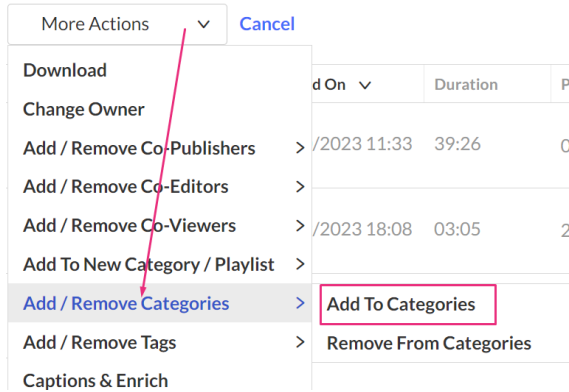 More Actions Cancel
Download
d On Duration P
Change Owner
Add / Remove Co-Publishers /2023 11:33 39:26 0
Add / Remove Co-Editors
Add / Remove Co-Viewers /2023 18:08 03:05 2
Add To New Category / Playlist
Add / Remove Categories Add To Categories
Add / Remove Tags Remove From Categories
Captions & Enrich